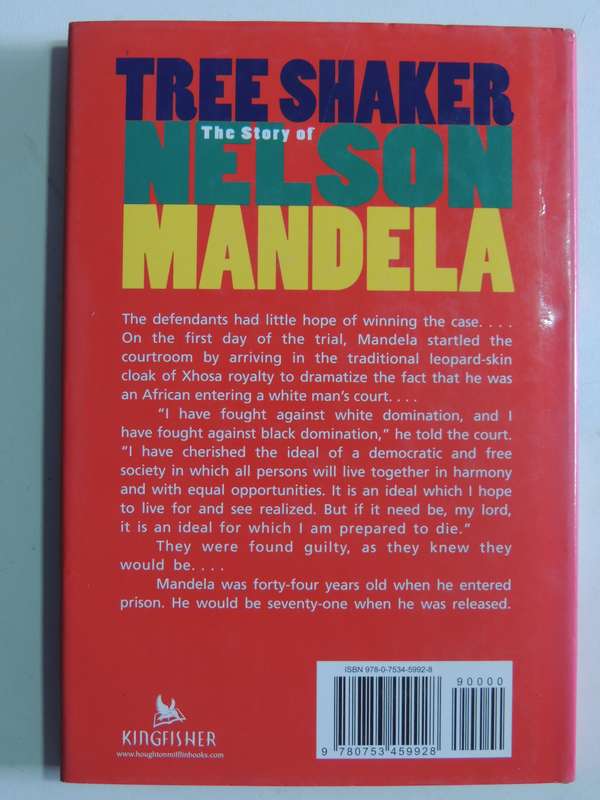 TREE SHAKER
The Story of
NELSON
MANDELA
The defendants had little hope of winning the case. . . .
On the first day of the trial, Mandela startled the
courtroom by arriving in the traditional leopard-skin
cloak of Xhosa royalty to dramatize the fact that he was
an African entering a white man's court. . . .
"I have fought against white domination, and I
have fought against black domination," he told the court.
"I have cherished the ideal of a democratic and free
society in which all persons will live together in harmony
and with equal opportunities. It is an ideal which I hope
to live for and see realized. But if it need be, my lord,
it is an ideal for which I am prepared to die."
They were found guilty, as they knew they
would be. . . .
Mandela was forty-four years old when he entered
prison. He would be seventy-one when he was released.
ISBN 978-0-7534-5992-8
90000
9 780753 459928
KINGFISHER
www.houghtonmifflinbooks.com